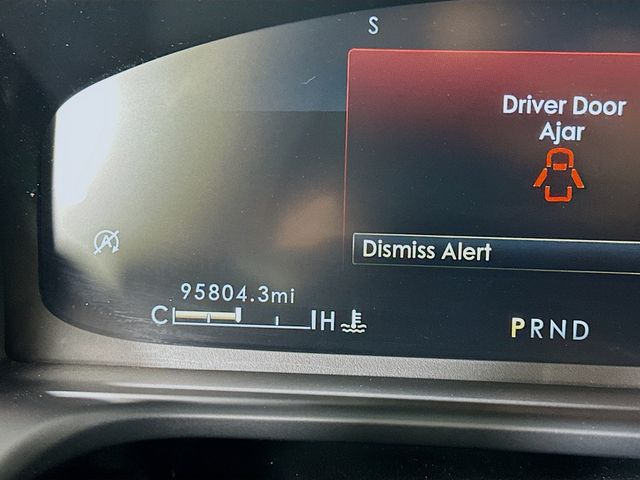 S
Driver Door
Ajar
A
Dismiss Alert
95804.3mi
C H
PRND